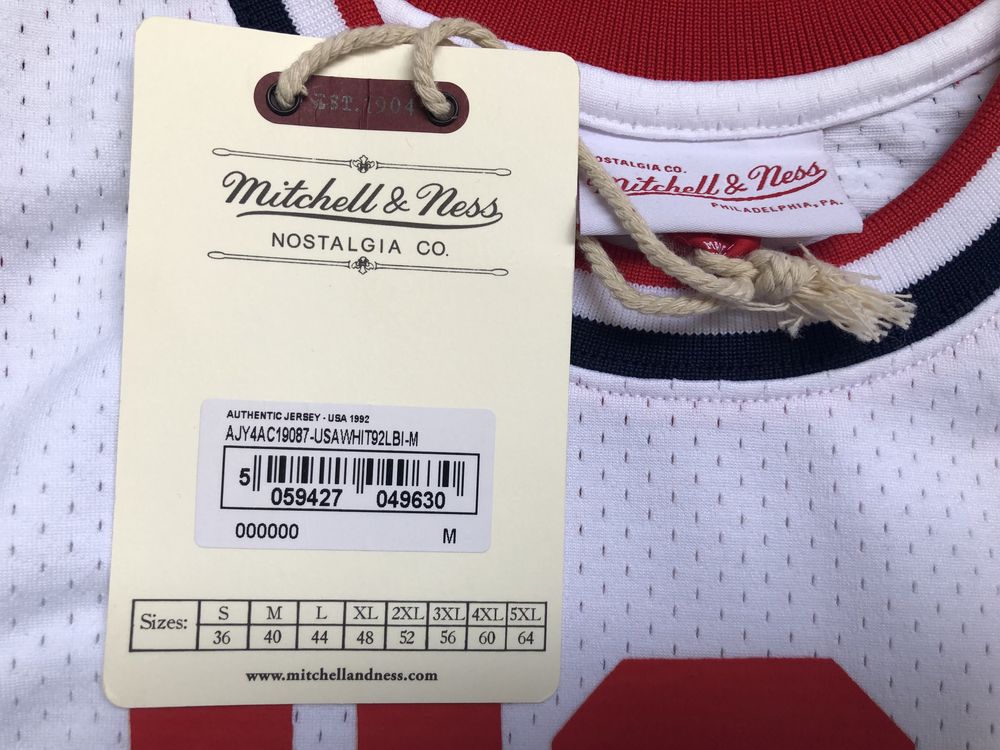 EST. 1904
Mitchell & Ness
NOSTALGIA CO.
AUTHENTIC JERSEY - USA 1992
AJY4AC19087-USAWHIT92LBI-M
5 059427 049630
000000 M
Sizes: S M L XL 2XL 3XL 4XL 5XL
36 40 44 48 52 56 60 64
www.mitchellandness.com
OSTALGIA CO.
Mitchell & Ness
PHILADELPHIA, PA.